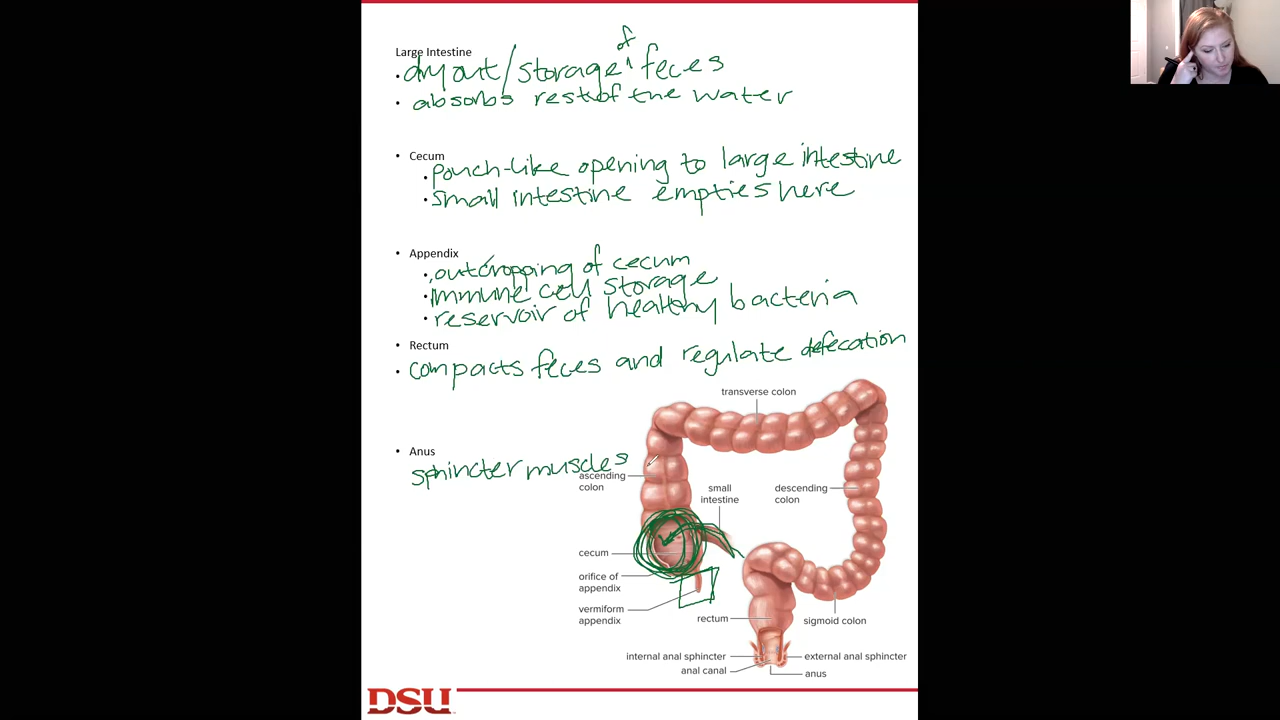 Large Intestine
• dry out/storage of feces
• absorbs rest of the water
• Cecum
• pouch-like opening to large intestine
• small intestine empties here
• Appendix
• outcropping of cecum
• immune cell storage
• reservoir of healthy bacteria
• Rectum
• compacts feces and regulate defecation
transverse colon
• Anus
sphincter muscles
ascending
colon
small
intestine
descending
colon
cecum
orifice of
appendix
vermiform
appendix
rectum
sigmoid colon
internal anal sphincter
external anal sphincter
anal canal
anus
DSU